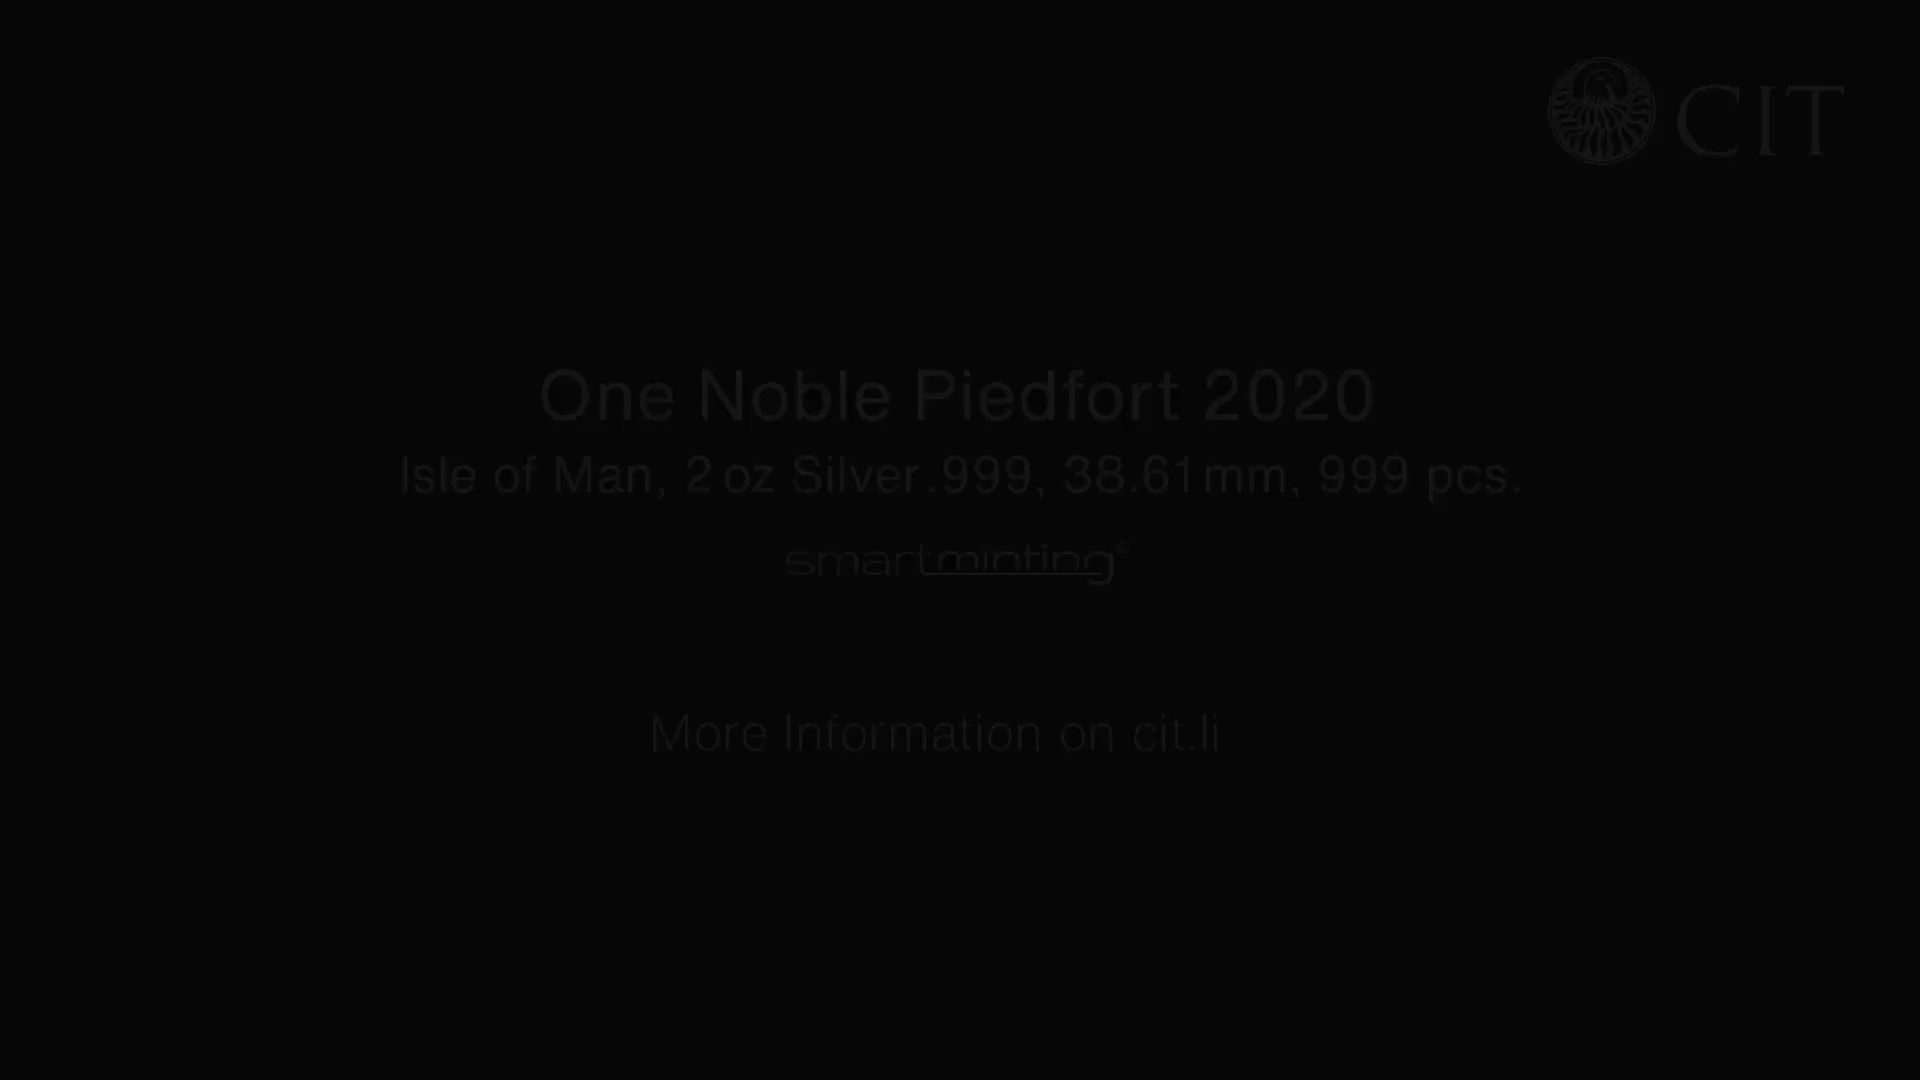 CIT
One Noble Piedfort 2020
Isle of Man, 2 oz Silver .999, 38.61 mm, 999 pcs.
smartminting®
More Information on cit.li